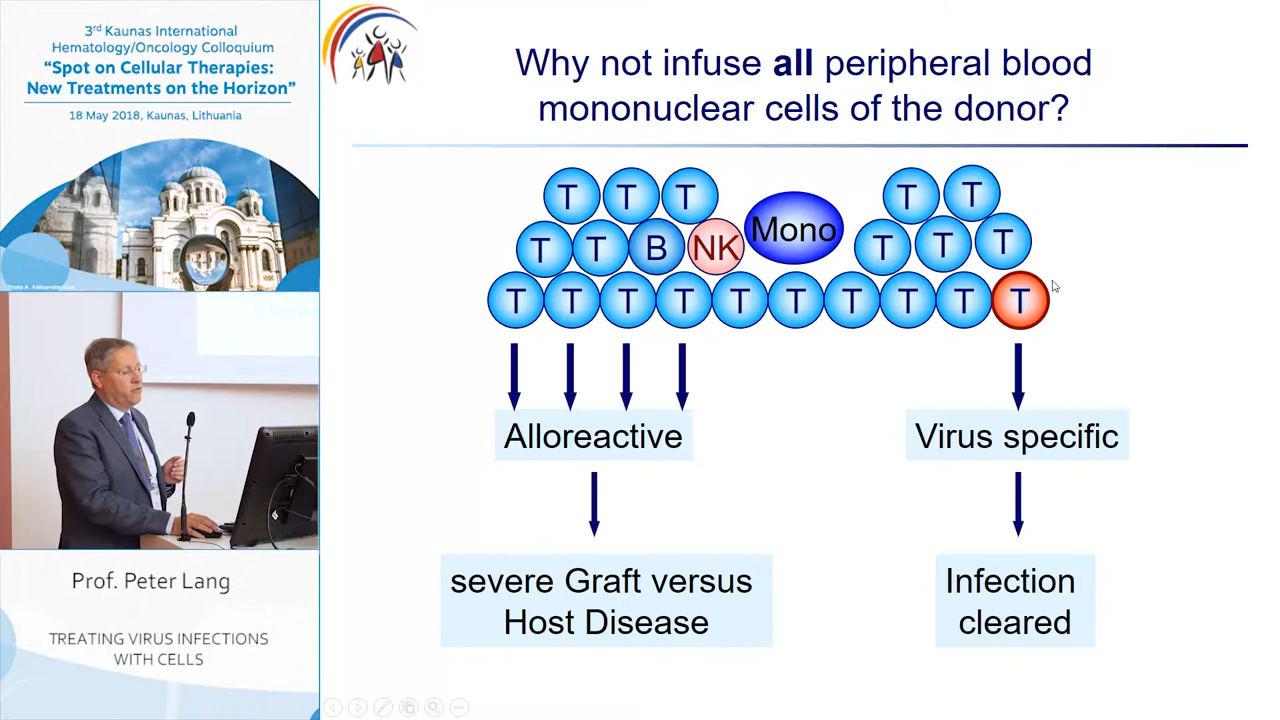 3rd Kaunas International
Hematology/Oncology Colloquium
“Spot on Cellular Therapies:
New Treatments on the Horizon”
18 May 2018, Kaunas, Lithuania
Prof. Peter Lang
TREATING VIRUS INFECTIONS
WITH CELLS
Why not infuse all peripheral blood
mononuclear cells of the donor?
T T T T T
T T B NK Mono T T T
T T T T T T T T T T
Alloreactive Virus specific
severe Graft versus
Host Disease
Infection
cleared